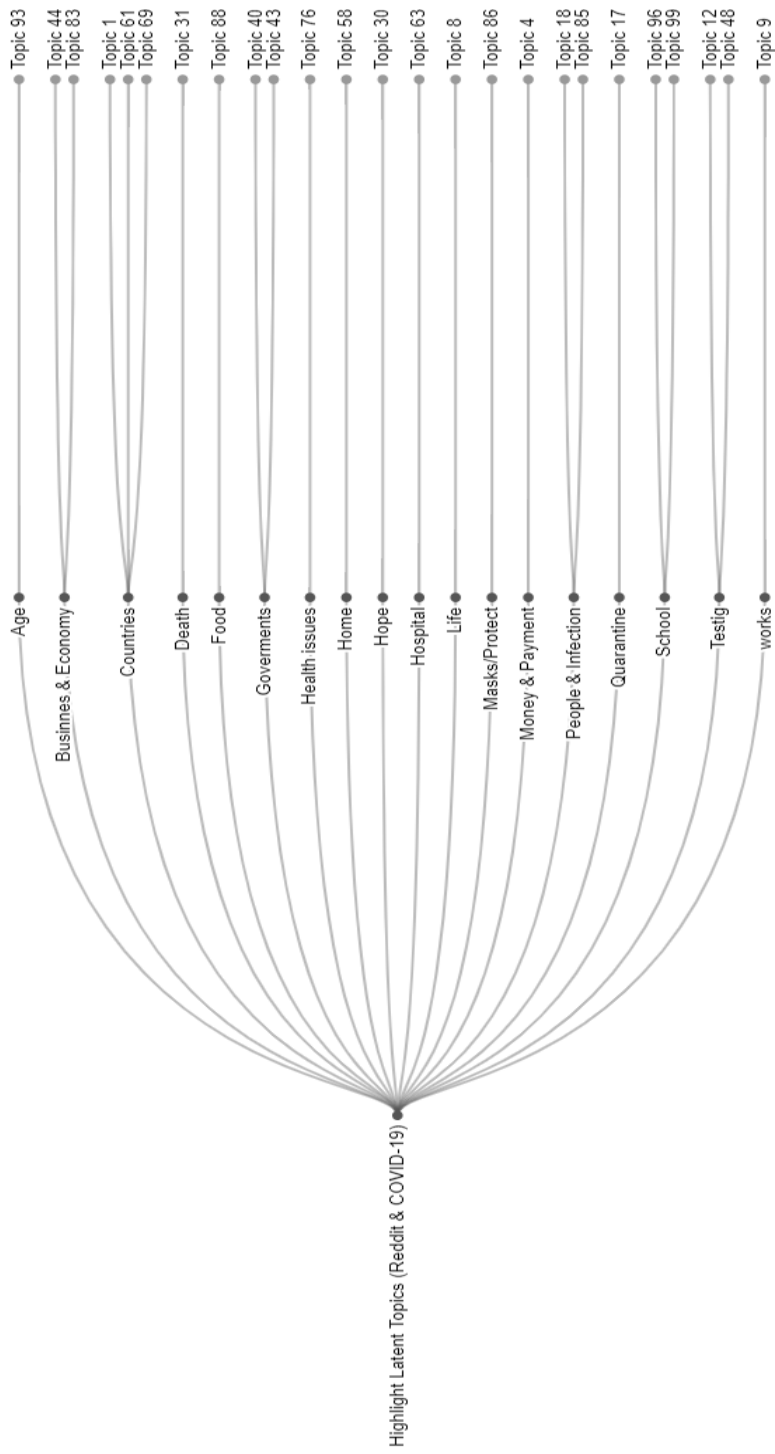 Topic 93
Topic 44
Topic 83
Topic 1
Topic 61
Topic 69
Topic 31
Topic 88
Topic 40
Topic 43
Topic 76
Topic 58
Topic 30
Topic 63
Topic 8
Topic 86
Topic 4
Topic 18
Topic 85
Topic 17
Topic 96
Topic 99
Topic 12
Topic 48
Topic 9
Age
Businnes & Economy
Countries
Death
Food
Goverments
Health issues
Home
Hope
Hospital
Life
Masks/Protect
Money & Payment
People & Infection
Quarantine
School
Testig
works
Highlight Latent Topics (Reddit & COVID-19)